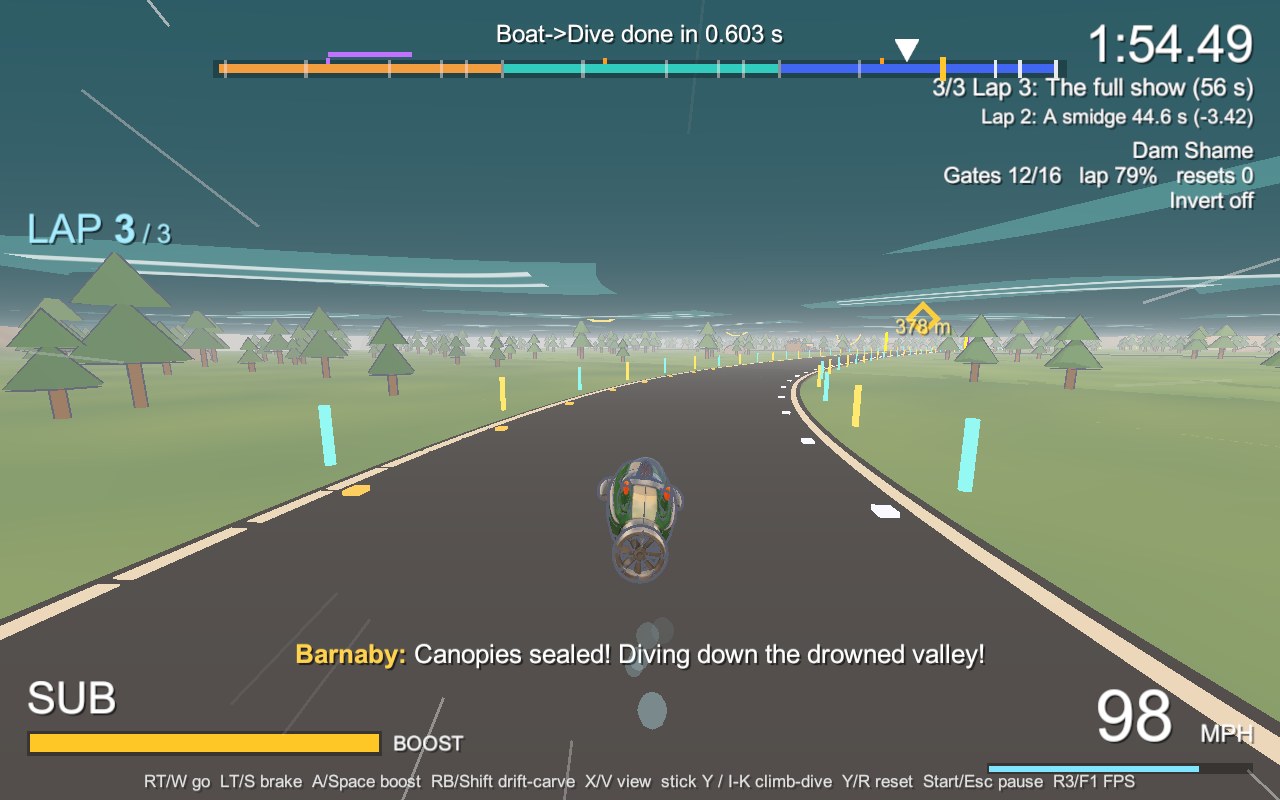 Boat->Dive done in 0.603 s
1:54.49
3/3 Lap 3: The full show (56 s)
Lap 2: A smidge 44.6 s (-3.42)
Dam Shame
Gates 12/16 lap 79% resets 0
Invert off
LAP 3 / 3
378 m
Barnaby: Canopies sealed! Diving down the drowned valley!
SUB
BOOST
98 MPH
RT/W go LT/S brake A/Space boost RB/Shift drift-carve X/V view stick Y / I-K climb-dive Y/R reset Start/Esc pause R3/F1 FPS